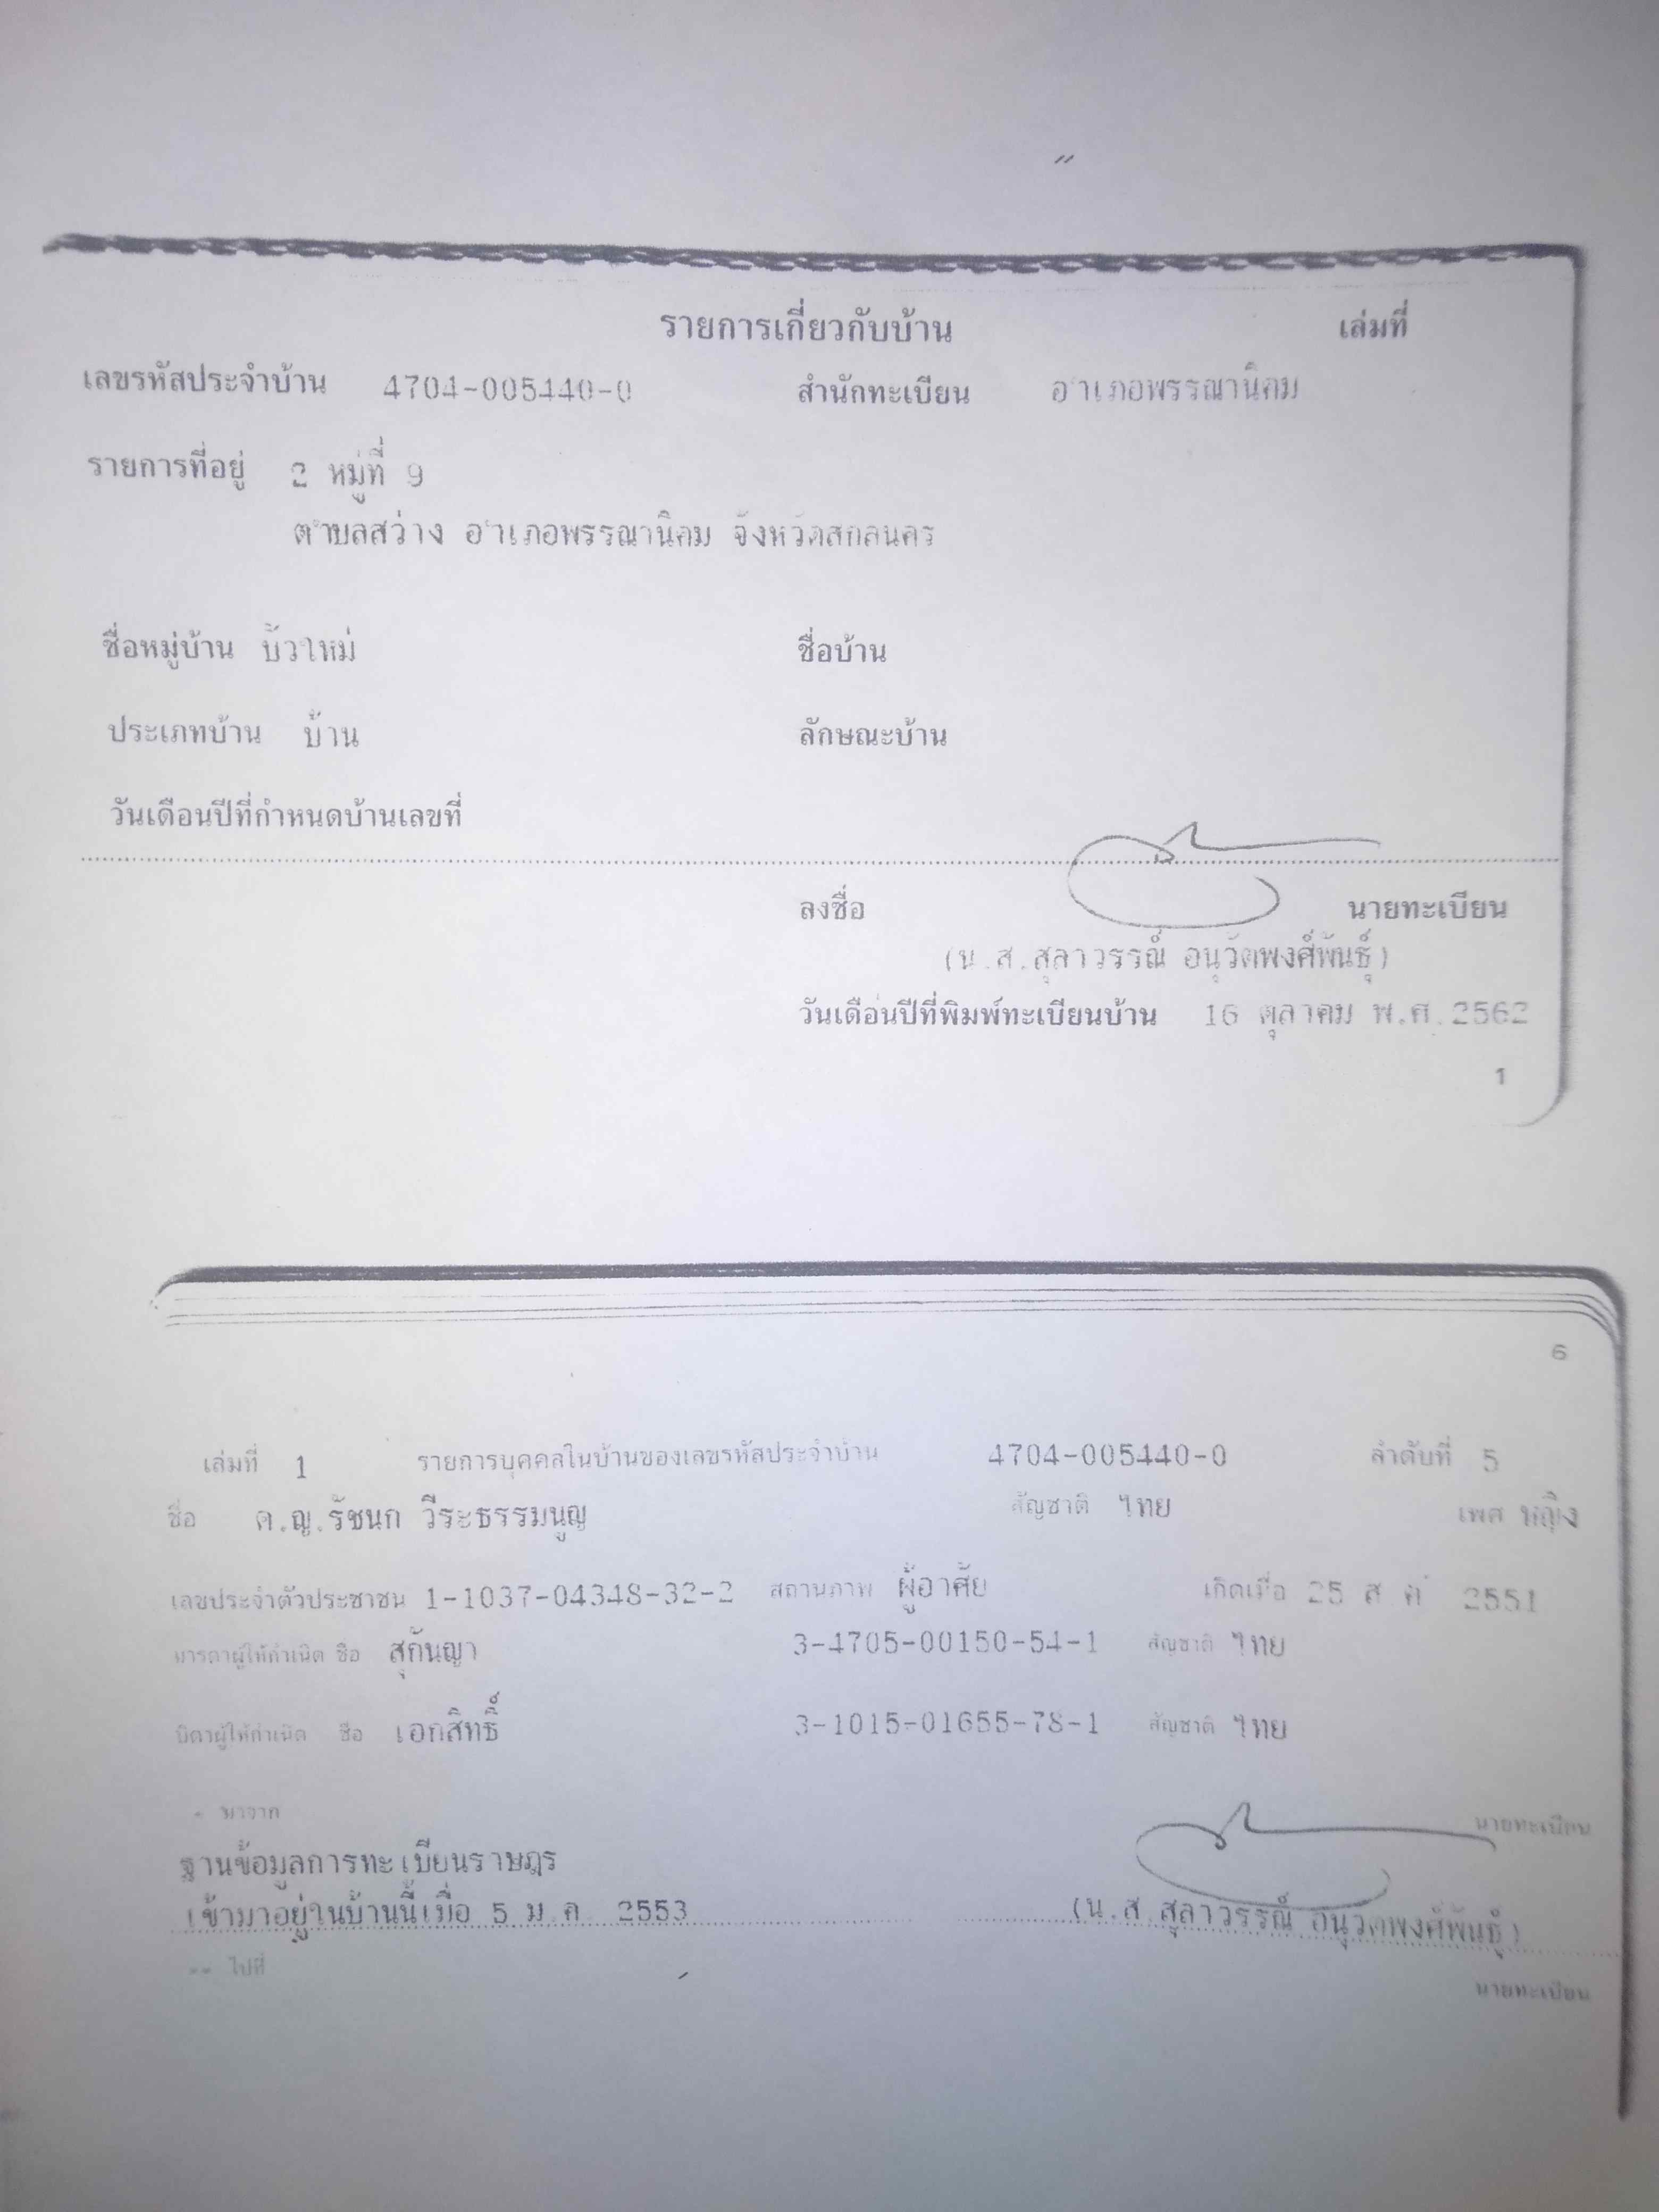 รายการเกี่ยวกับบ้าน เล่มที่
เลขรหัสประจำบ้าน 4704-005440-0 สำนักทะเบียน อำเภอพรรณานิคม
รายการที่อยู่ 2 หมู่ที่ 9
ตำบลสว่าง อำเภอพรรณานิคม จังหวัดสกลนคร
ชื่อหมู่บ้าน บัวใหม่ ชื่อบ้าน
ประเภทบ้าน บ้าน ลักษณะบ้าน
วันเดือนปีที่กำหนดบ้านเลขที่
ลงชื่อ นายทะเบียน
(น.ส.สุลาวรรณ์ อนุวัตพงศ์พันธุ์)
วันเดือนปีที่พิมพ์ทะเบียนบ้าน 16 ตุลาคม พ.ศ.2562
1
6
เล่มที่ 1 รายการบุคคลในบ้านของเลขรหัสประจำบ้าน 4704-005440-0 ลำดับที่ 5
ชื่อ ด.ญ.รัชนก วีระธรรมนูญ สัญชาติ ไทย เพศ หญิง
เลขประจำตัวประชาชน 1-1037-04348-32-2 สถานภาพ ผู้อาศัย เกิดเมื่อ 25 ส ค 2551
มารดาผู้ให้กำเนิด ชื่อ สุกันญา 3-4705-00150-54-1 สัญชาติ ไทย
บิดาผู้ให้กำเนิด ชื่อ เอกสิทธิ์ 3-1015-01655-78-1 สัญชาติ ไทย
* มาจาก นายทะเบียน
ฐานข้อมูลการทะเบียนราษฎร
เข้ามาอยู่ในบ้านนี้เมื่อ 5 ม.ค. 2553 (น.ส.สุลาวรรณ์ อนุวัตพงศ์พันธุ์)
** ไปที่ นายทะเบียน